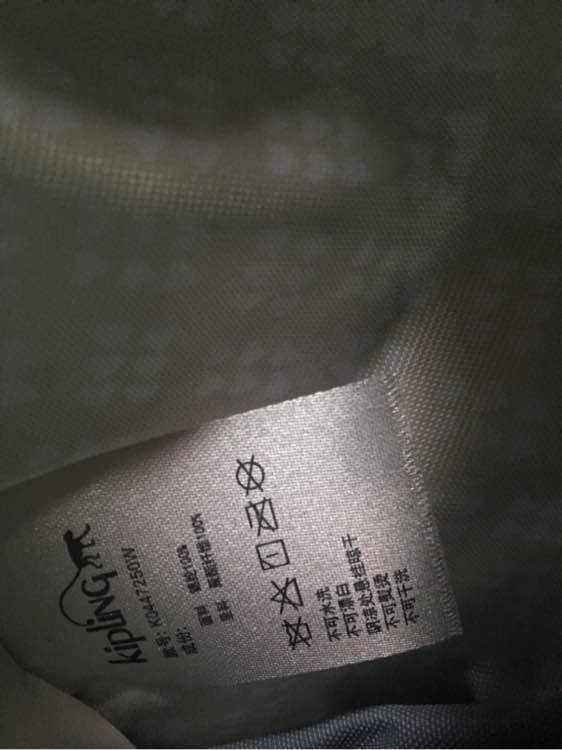 kipling
款号: K0447250W
成份:
面料 锦纶100%
里料 聚酯纤维100%
不可水洗
不可漂白
阴凉处悬挂晾干
不可熨烫
不可干洗